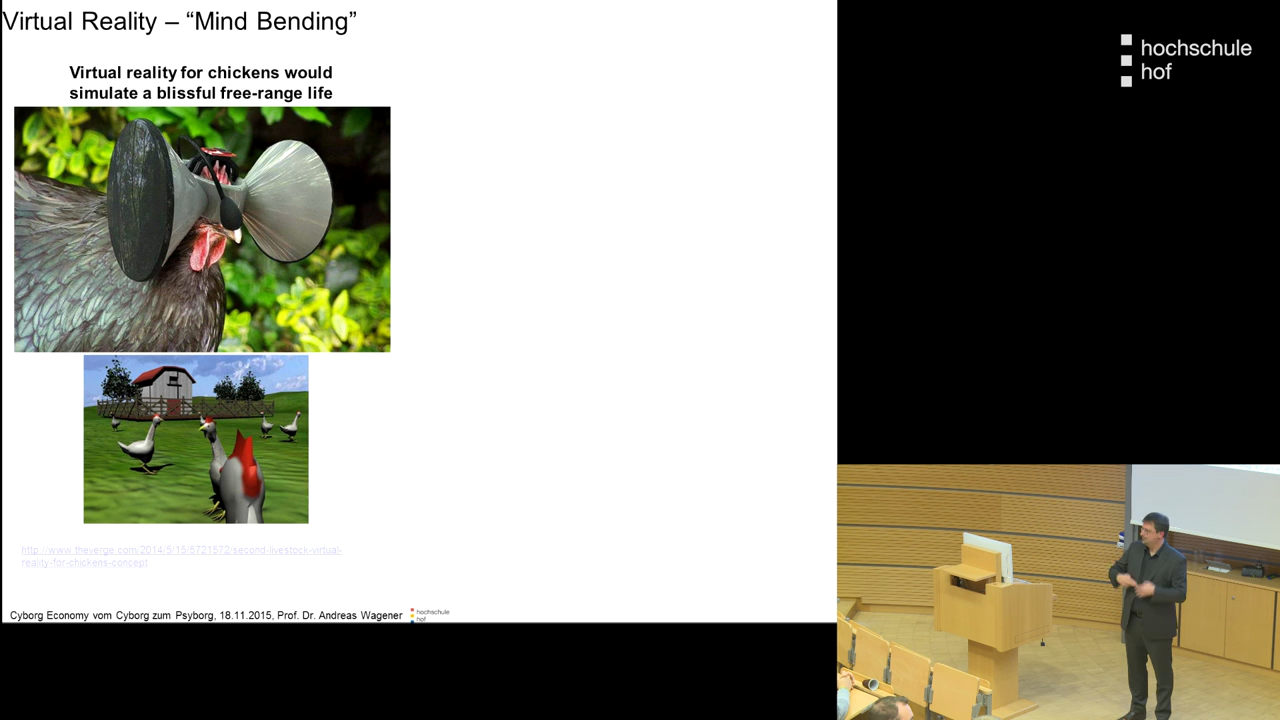 Virtual Reality – “Mind Bending”
Virtual reality for chickens would
simulate a blissful free-range life
http://www.theverge.com/2014/5/15/5721572/second-livestock-virtual-
reality-for-chickens-concept
Cyborg Economy vom Cyborg zum Psyborg, 18.11.2015, Prof. Dr. Andreas Wagener
hochschule
hof
hochschule
hof